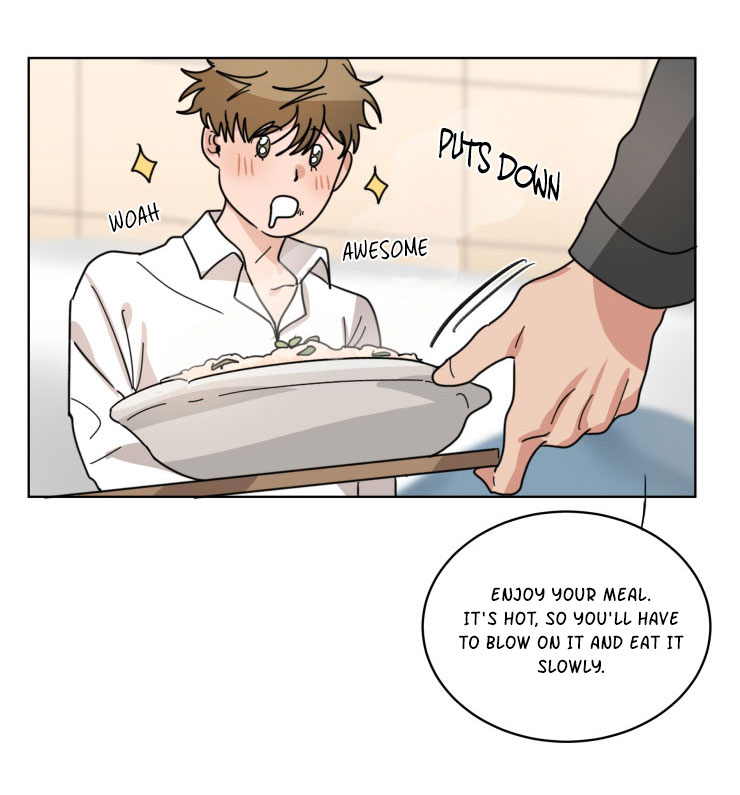 PUTS DOWN
WOAH
AWESOME
ENJOY YOUR MEAL.
IT'S HOT, SO YOU'LL HAVE
TO BLOW ON IT AND EAT IT
SLOWLY.